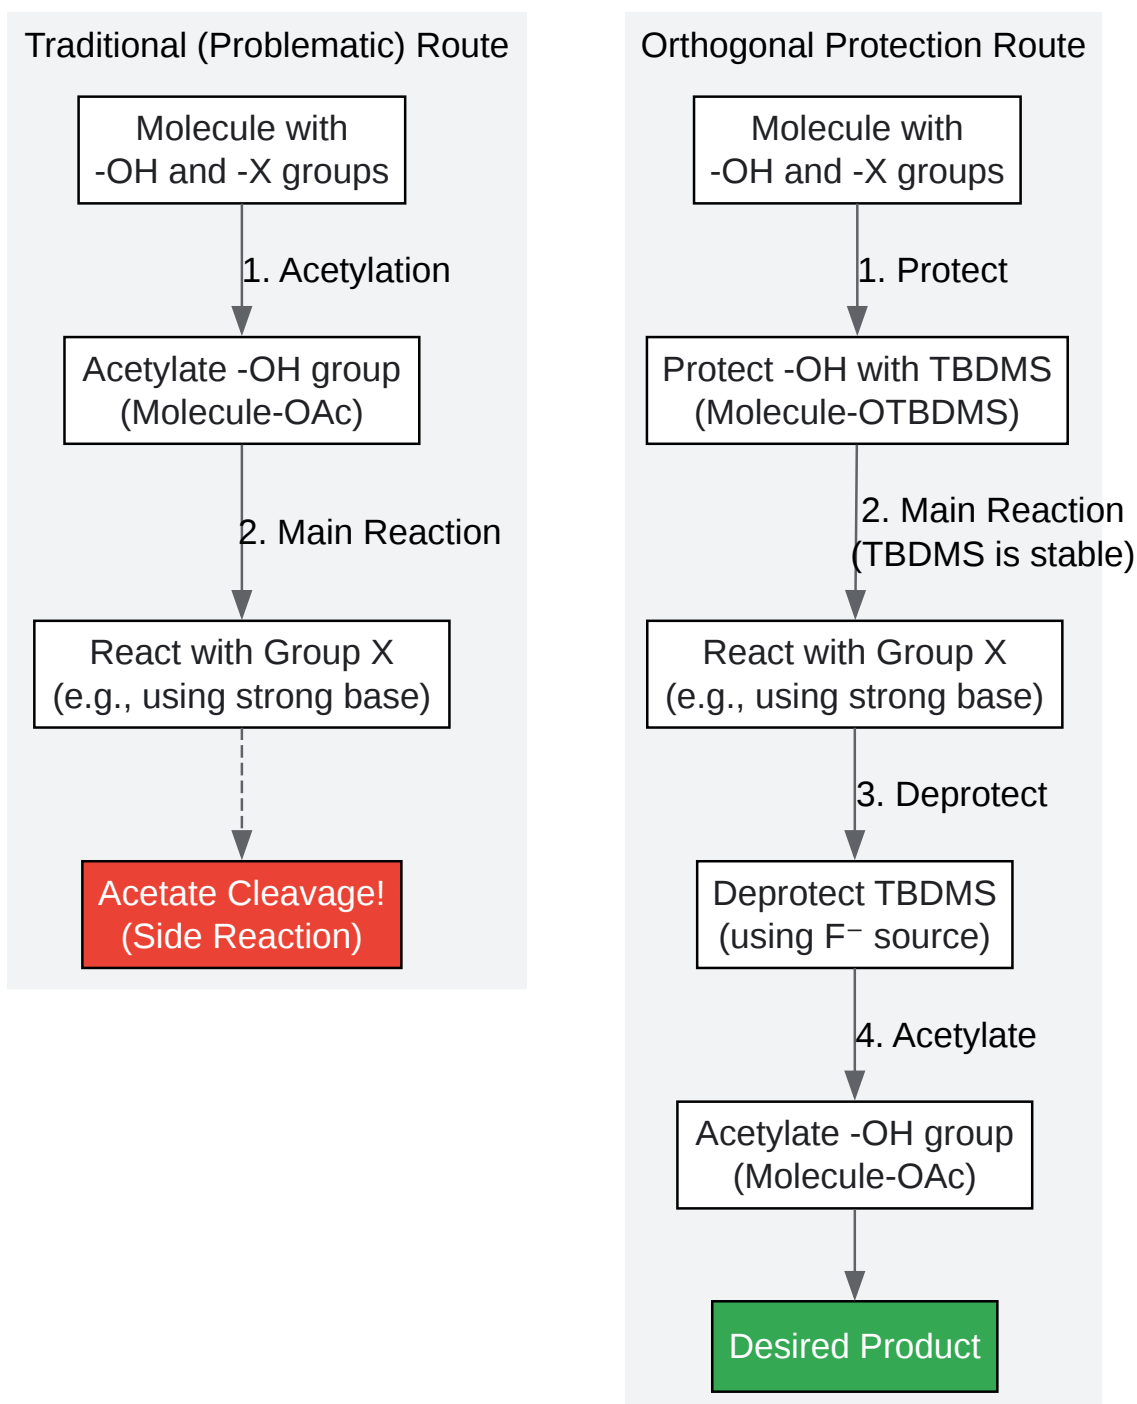 Traditional (Problematic) Route
Molecule with
-OH and -X groups
1. Acetylation
Acetylate -OH group
(Molecule-OAc)
2. Main Reaction
React with Group X
(e.g., using strong base)
Acetate Cleavage!
(Side Reaction)
Orthogonal Protection Route
Molecule with
-OH and -X groups
1. Protect
Protect -OH with TBDMS
(Molecule-OTBDMS)
2. Main Reaction
(TBDMS is stable)
React with Group X
(e.g., using strong base)
3. Deprotect
Deprotect TBDMS
(using F⁻ source)
4. Acetylate
Acetylate -OH group
(Molecule-OAc)
Desired Product